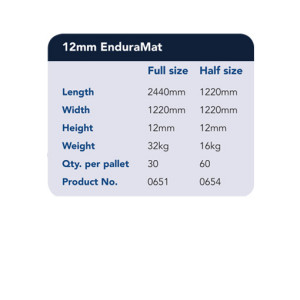 12mm EnduraMat
Full size Half size
Length 2440mm 1220mm
Width 1220mm 1220mm
Height 12mm 12mm
Weight 32kg 16kg
Qty. per pallet 30 60
Product No. 0651 0654